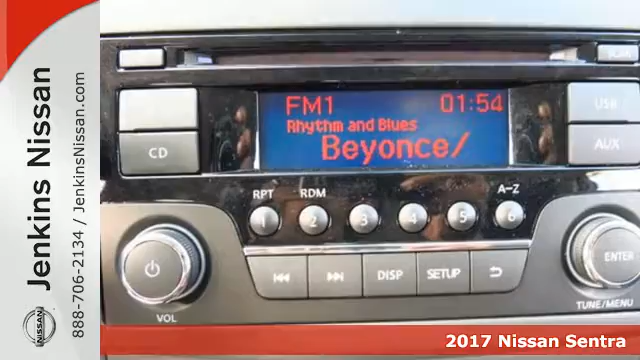 Jenkins Nissan
888-706-2134 / JenkinsNissan.com
NISSAN
FM1 01:54
Rhythm and Blues
Beyonce/
CD
USB
AUX
RPT RDM A-Z
1 2 3 4 5 6
DISP SETUP
VOL
ENTER
TUNE/MENU
2017 Nissan Sentra